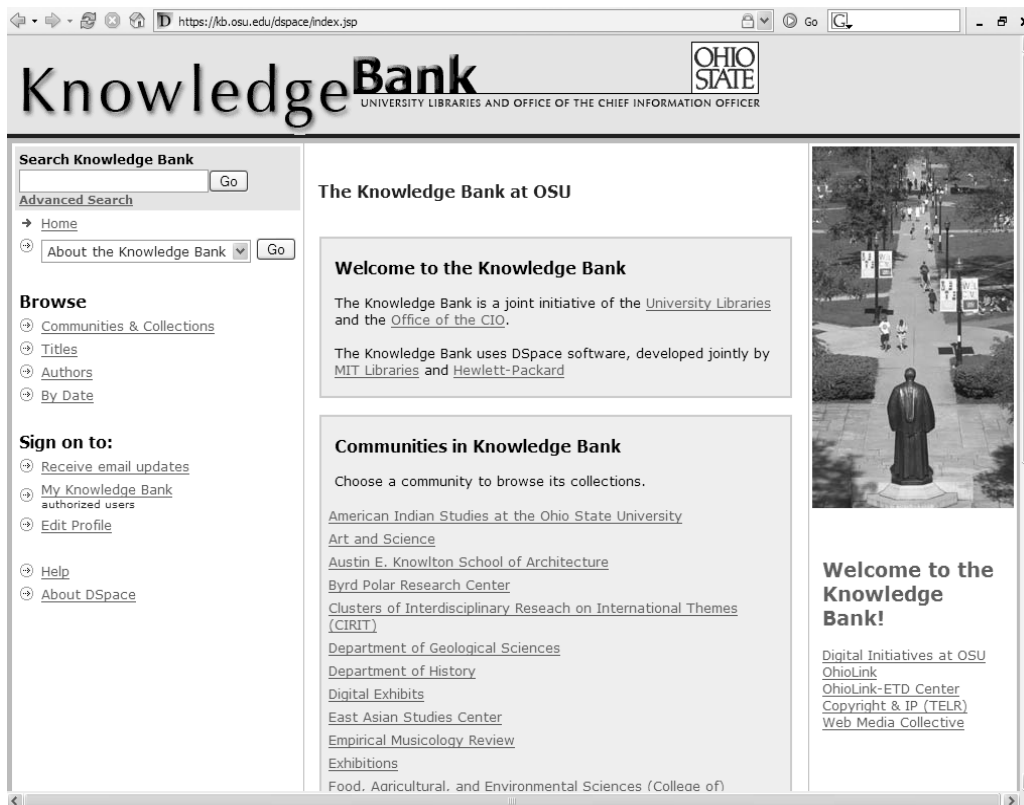 D https://kb.osu.edu/dspace/index.jsp Go G
KnowledgeBank
OHIO
STATE
UNIVERSITY LIBRARIES AND OFFICE OF THE CHIEF INFORMATION OFFICER
Search Knowledge Bank
Go
Advanced Search
Home
About the Knowledge Bank Go
Browse
Communities & Collections
Titles
Authors
By Date
Sign on to:
Receive email updates
My Knowledge Bank
authorized users
Edit Profile
Help
About DSpace
The Knowledge Bank at OSU
Welcome to the Knowledge Bank
The Knowledge Bank is a joint initiative of the University Libraries
and the Office of the CIO.
The Knowledge Bank uses DSpace software, developed jointly by
MIT Libraries and Hewlett-Packard
Communities in Knowledge Bank
Choose a community to browse its collections.
American Indian Studies at the Ohio State University
Art and Science
Austin E. Knowlton School of Architecture
Byrd Polar Research Center
Clusters of Interdisciplinary Reseach on International Themes
(CIRIT)
Department of Geological Sciences
Department of History
Digital Exhibits
East Asian Studies Center
Empirical Musicology Review
Exhibitions
Food, Agricultural, and Environmental Sciences (College of)
Welcome to the
Knowledge
Bank!
Digital Initiatives at OSU
OhioLink
OhioLink-ETD Center
Copyright & IP (TELR)
Web Media Collective